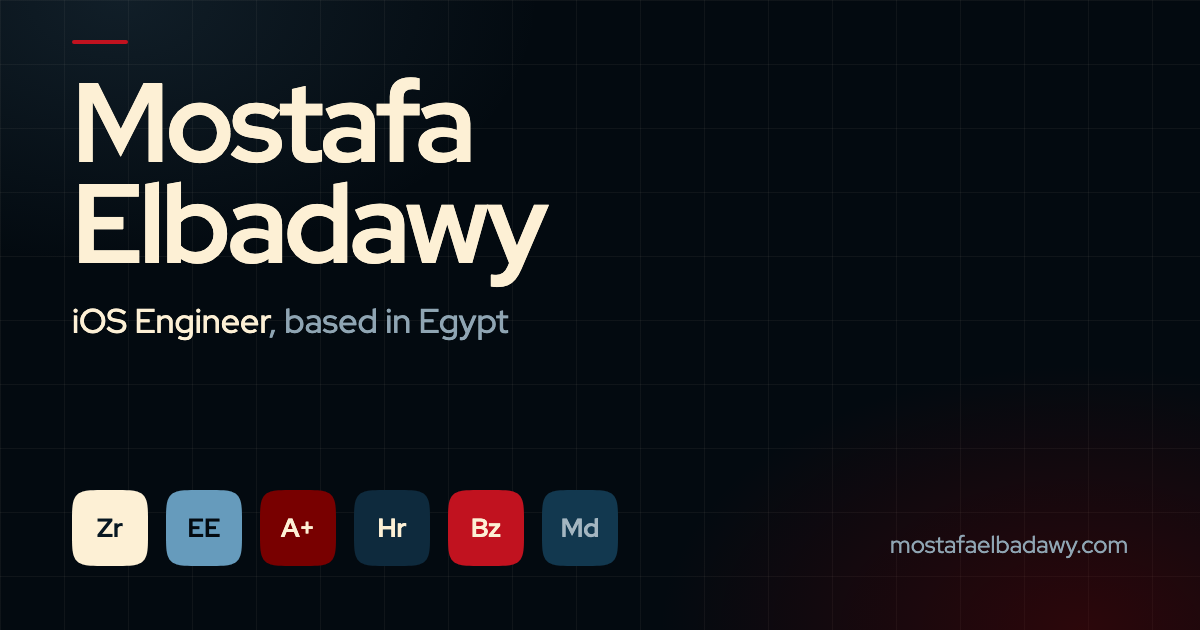 Mostafa
Elbadawy
iOS Engineer, based in Egypt
Zr EE A+ Hr Bz Md
mostafaelbadawy.com